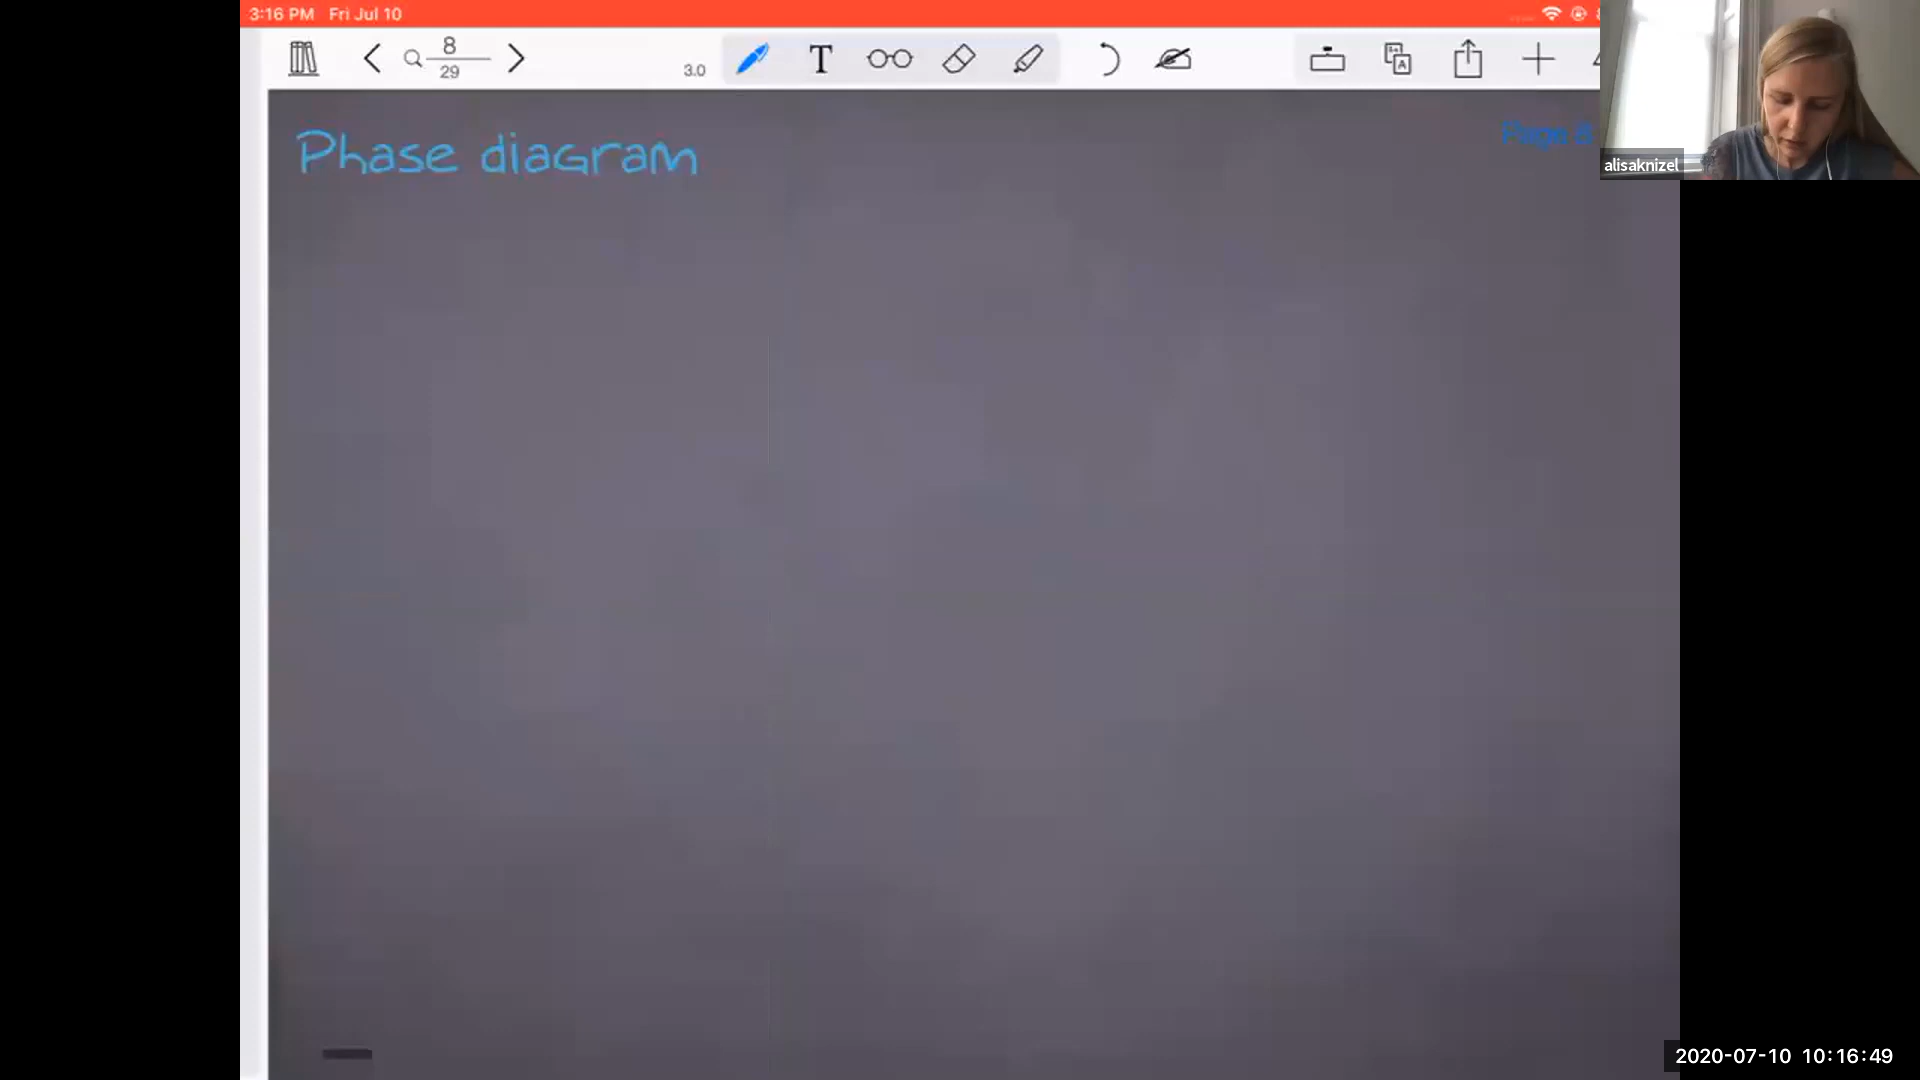 3:16 PM Fri Jul 10
8
29
3.0
T
A
Phase diagram
Page 8
alisaknizel
2020-07-10 10:16:49